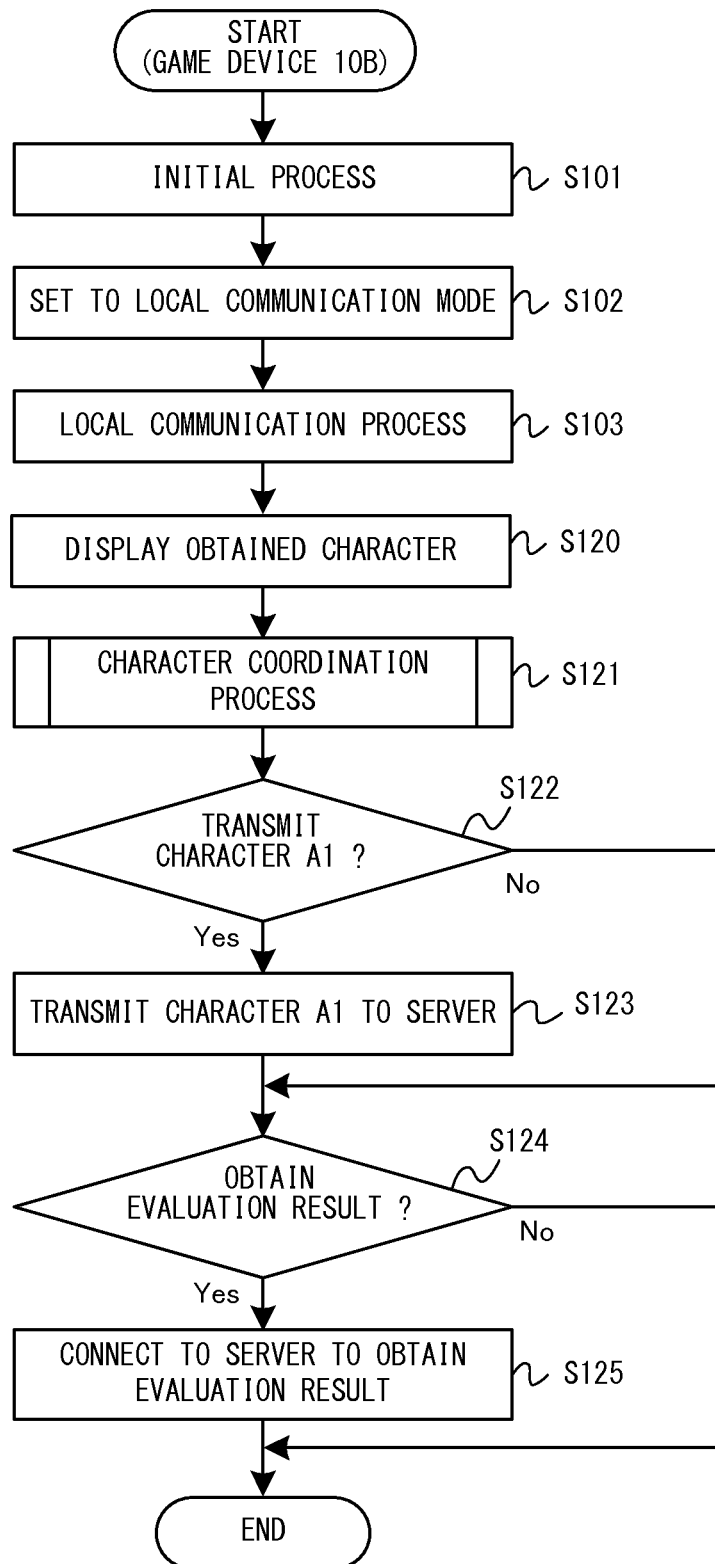 START
(GAME DEVICE 10B)
INITIAL PROCESS
S101
SET TO LOCAL COMMUNICATION MODE
S102
LOCAL COMMUNICATION PROCESS
S103
DISPLAY OBTAINED CHARACTER
S120
CHARACTER COORDINATION
PROCESS
S121
S122
TRANSMIT
CHARACTER A1 ?
No
Yes
TRANSMIT CHARACTER A1 TO SERVER
S123
S124
OBTAIN
EVALUATION RESULT ?
No
Yes
CONNECT TO SERVER TO OBTAIN
EVALUATION RESULT
S125
END